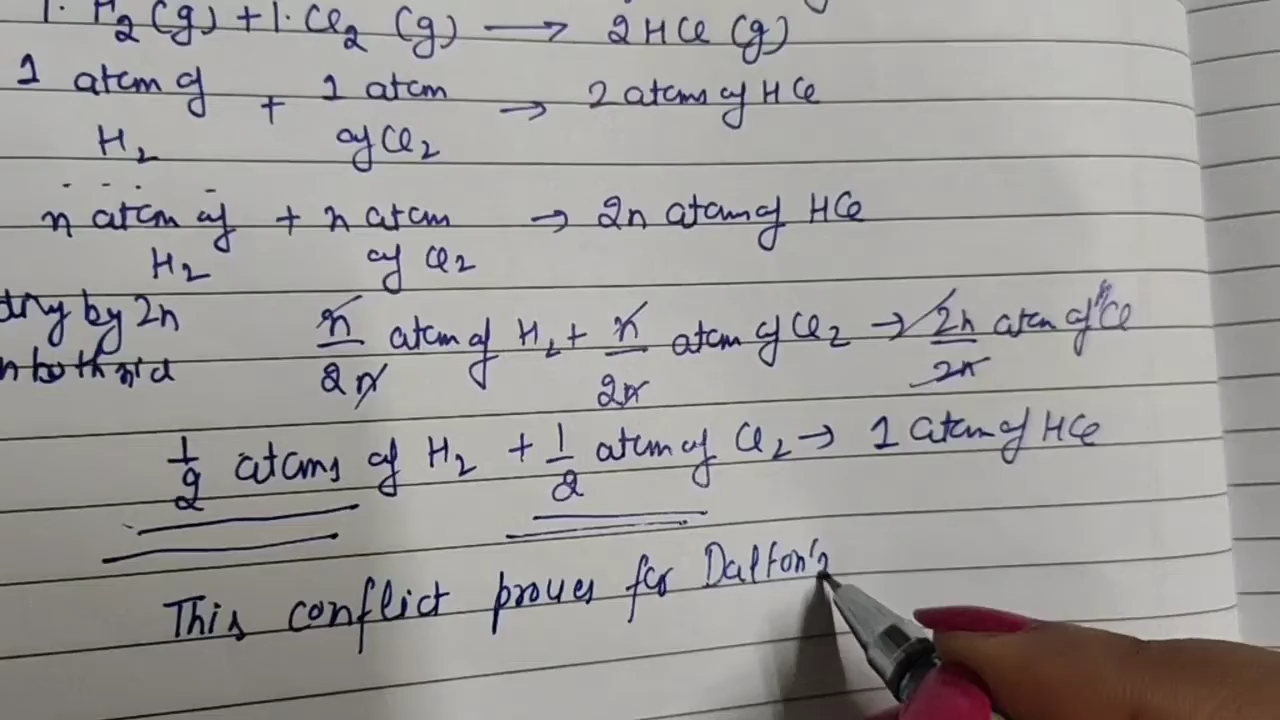 1. H2(g) + 1. Cl2 (g) → 2HCl (g)
1 atom of H2 + 1 atom of Cl2 → 2 atoms of HCl
n atom of H2 + n atom of Cl2 → 2n atom of HCl
by 2n
n both
n/2n atom of H2 + n/2n atom of Cl2 → 2n/2n atom of HCl
1/2 atoms of H2 + 1/2 atom of Cl2 → 1 atom of HCl
This conflict proves for Dalton's